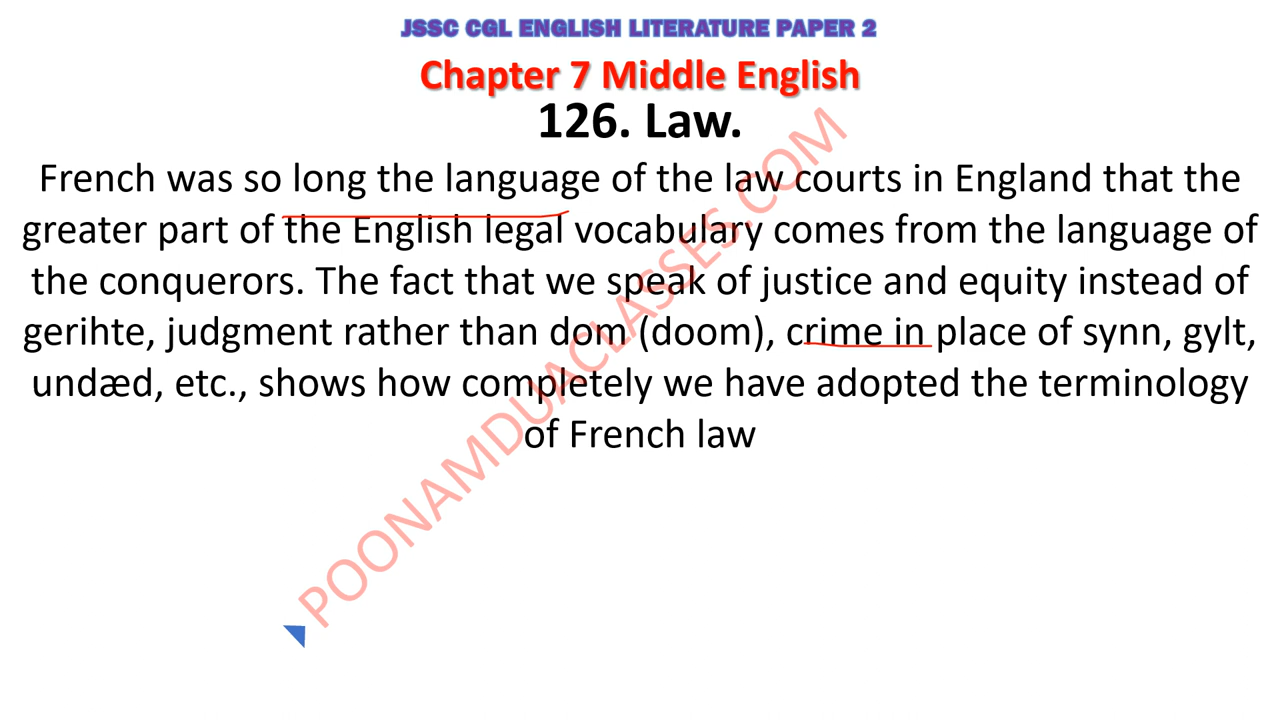 JSSC CGL ENGLISH LITERATURE PAPER 2
Chapter 7 Middle English
126. Law.
French was so long the language of the law courts in England that the
greater part of the English legal vocabulary comes from the language of
the conquerors. The fact that we speak of justice and equity instead of
gerihte, judgment rather than dom (doom), crime in place of synn, gylt,
undæd, etc., shows how completely we have adopted the terminology
of French law
POONAMDUACLASSES.COM